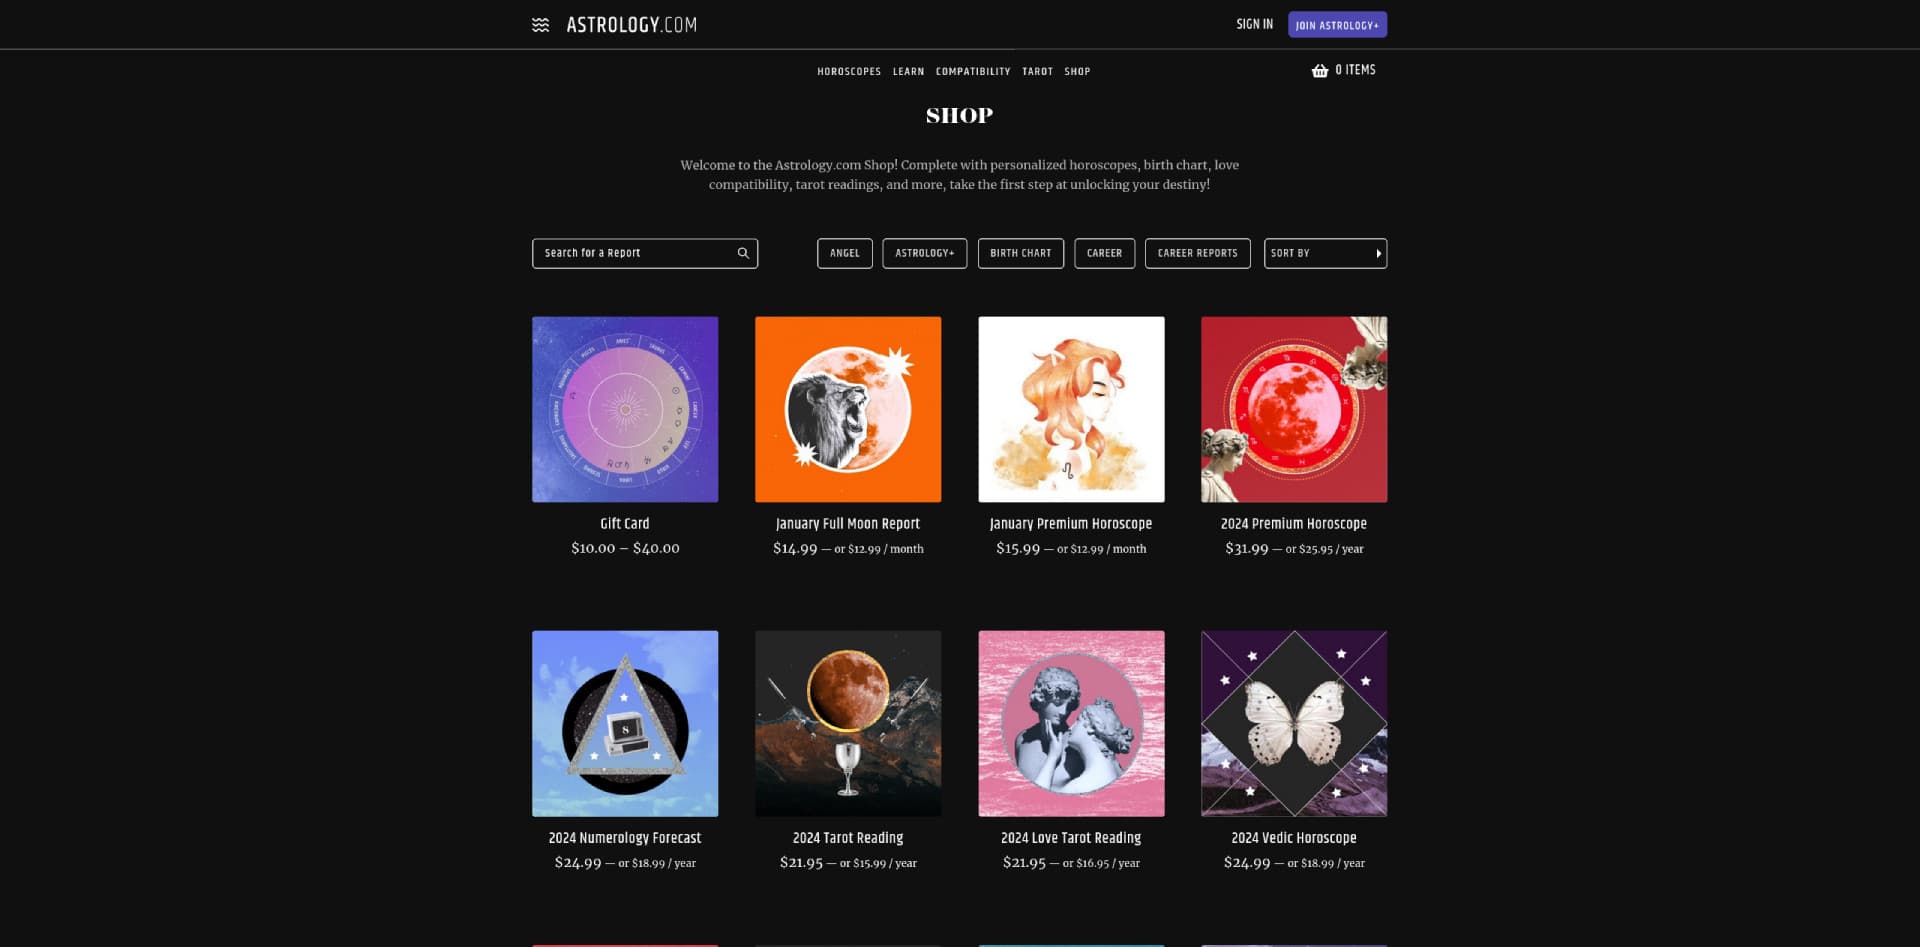 ASTROLOGY.COM
SIGN IN
JOIN ASTROLOGY+
HOROSCOPES LEARN COMPATIBILITY TAROT SHOP
0 ITEMS
SHOP
Welcome to the Astrology.com Shop! Complete with personalized horoscopes, birth chart, love
compatibility, tarot readings, and more, take the first step at unlocking your destiny!
Search for a Report
ANGEL
ASTROLOGY+
BIRTH CHART
CAREER
CAREER REPORTS
SORT BY
Gift Card
$10.00 – $40.00
January Full Moon Report
$14.99 — or $12.99 / month
January Premium Horoscope
$15.99 — or $12.99 / month
2024 Premium Horoscope
$31.99 — or $25.95 / year
8
2024 Numerology Forecast
$24.99 — or $18.99 / year
2024 Tarot Reading
$21.95 — or $15.99 / year
2024 Love Tarot Reading
$21.95 — or $16.95 / year
2024 Vedic Horoscope
$24.99 — or $18.99 / year